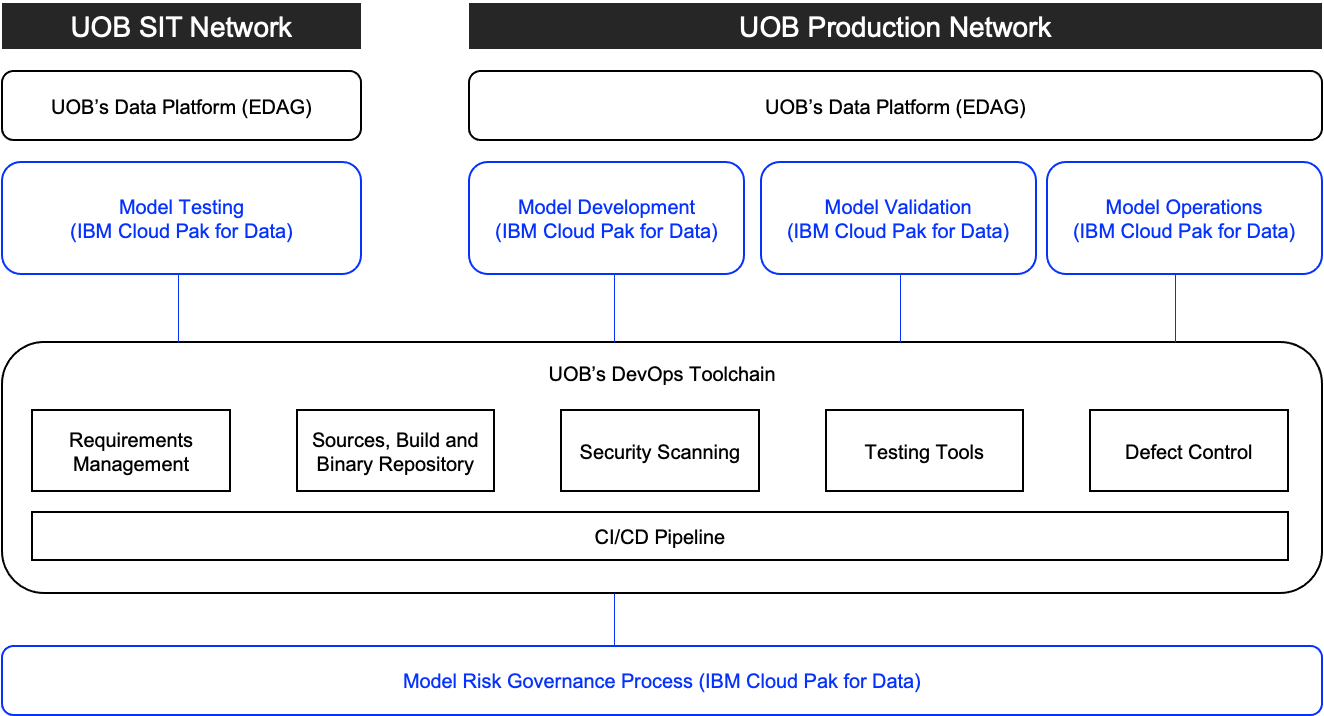 UOB SIT Network
UOB Production Network
UOB’s Data Platform (EDAG)
UOB’s Data Platform (EDAG)
Model Testing
(IBM Cloud Pak for Data)
Model Development
(IBM Cloud Pak for Data)
Model Validation
(IBM Cloud Pak for Data)
Model Operations
(IBM Cloud Pak for Data)
UOB’s DevOps Toolchain
Requirements
Management
Sources, Build and
Binary Repository
Security Scanning
Testing Tools
Defect Control
CI/CD Pipeline
Model Risk Governance Process (IBM Cloud Pak for Data)